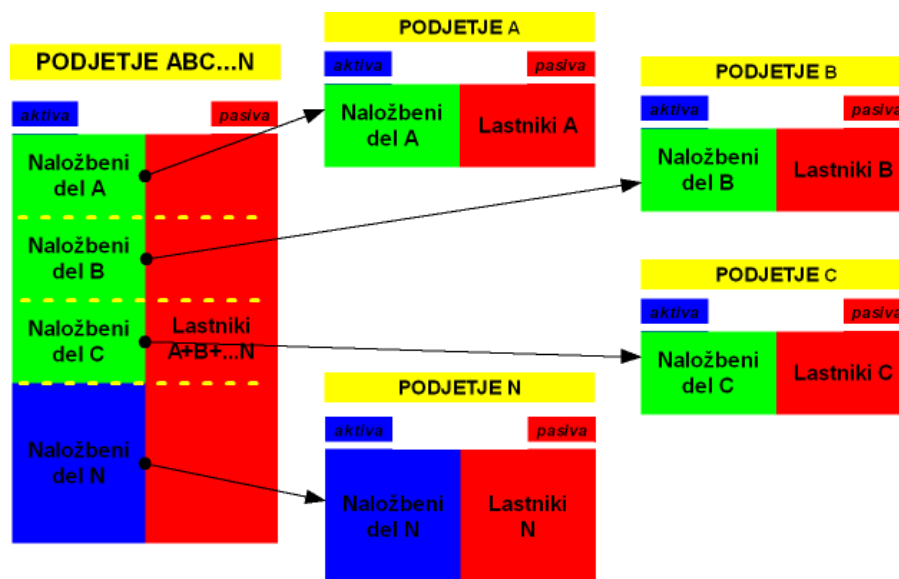 PODJETJE ABC...N
aktiva
pasiva
Naložbeni
del A
Naložbeni
del B
Naložbeni
del C
Lastniki
A+B+...N
Naložbeni
del N
PODJETJE A
aktiva
pasiva
Naložbeni
del A
Lastniki A
PODJETJE B
aktiva
pasiva
Naložbeni
del B
Lastniki B
PODJETJE C
aktiva
pasiva
Naložbeni
del C
Lastniki C
PODJETJE N
aktiva
pasiva
Naložbeni
del N
Lastniki
N